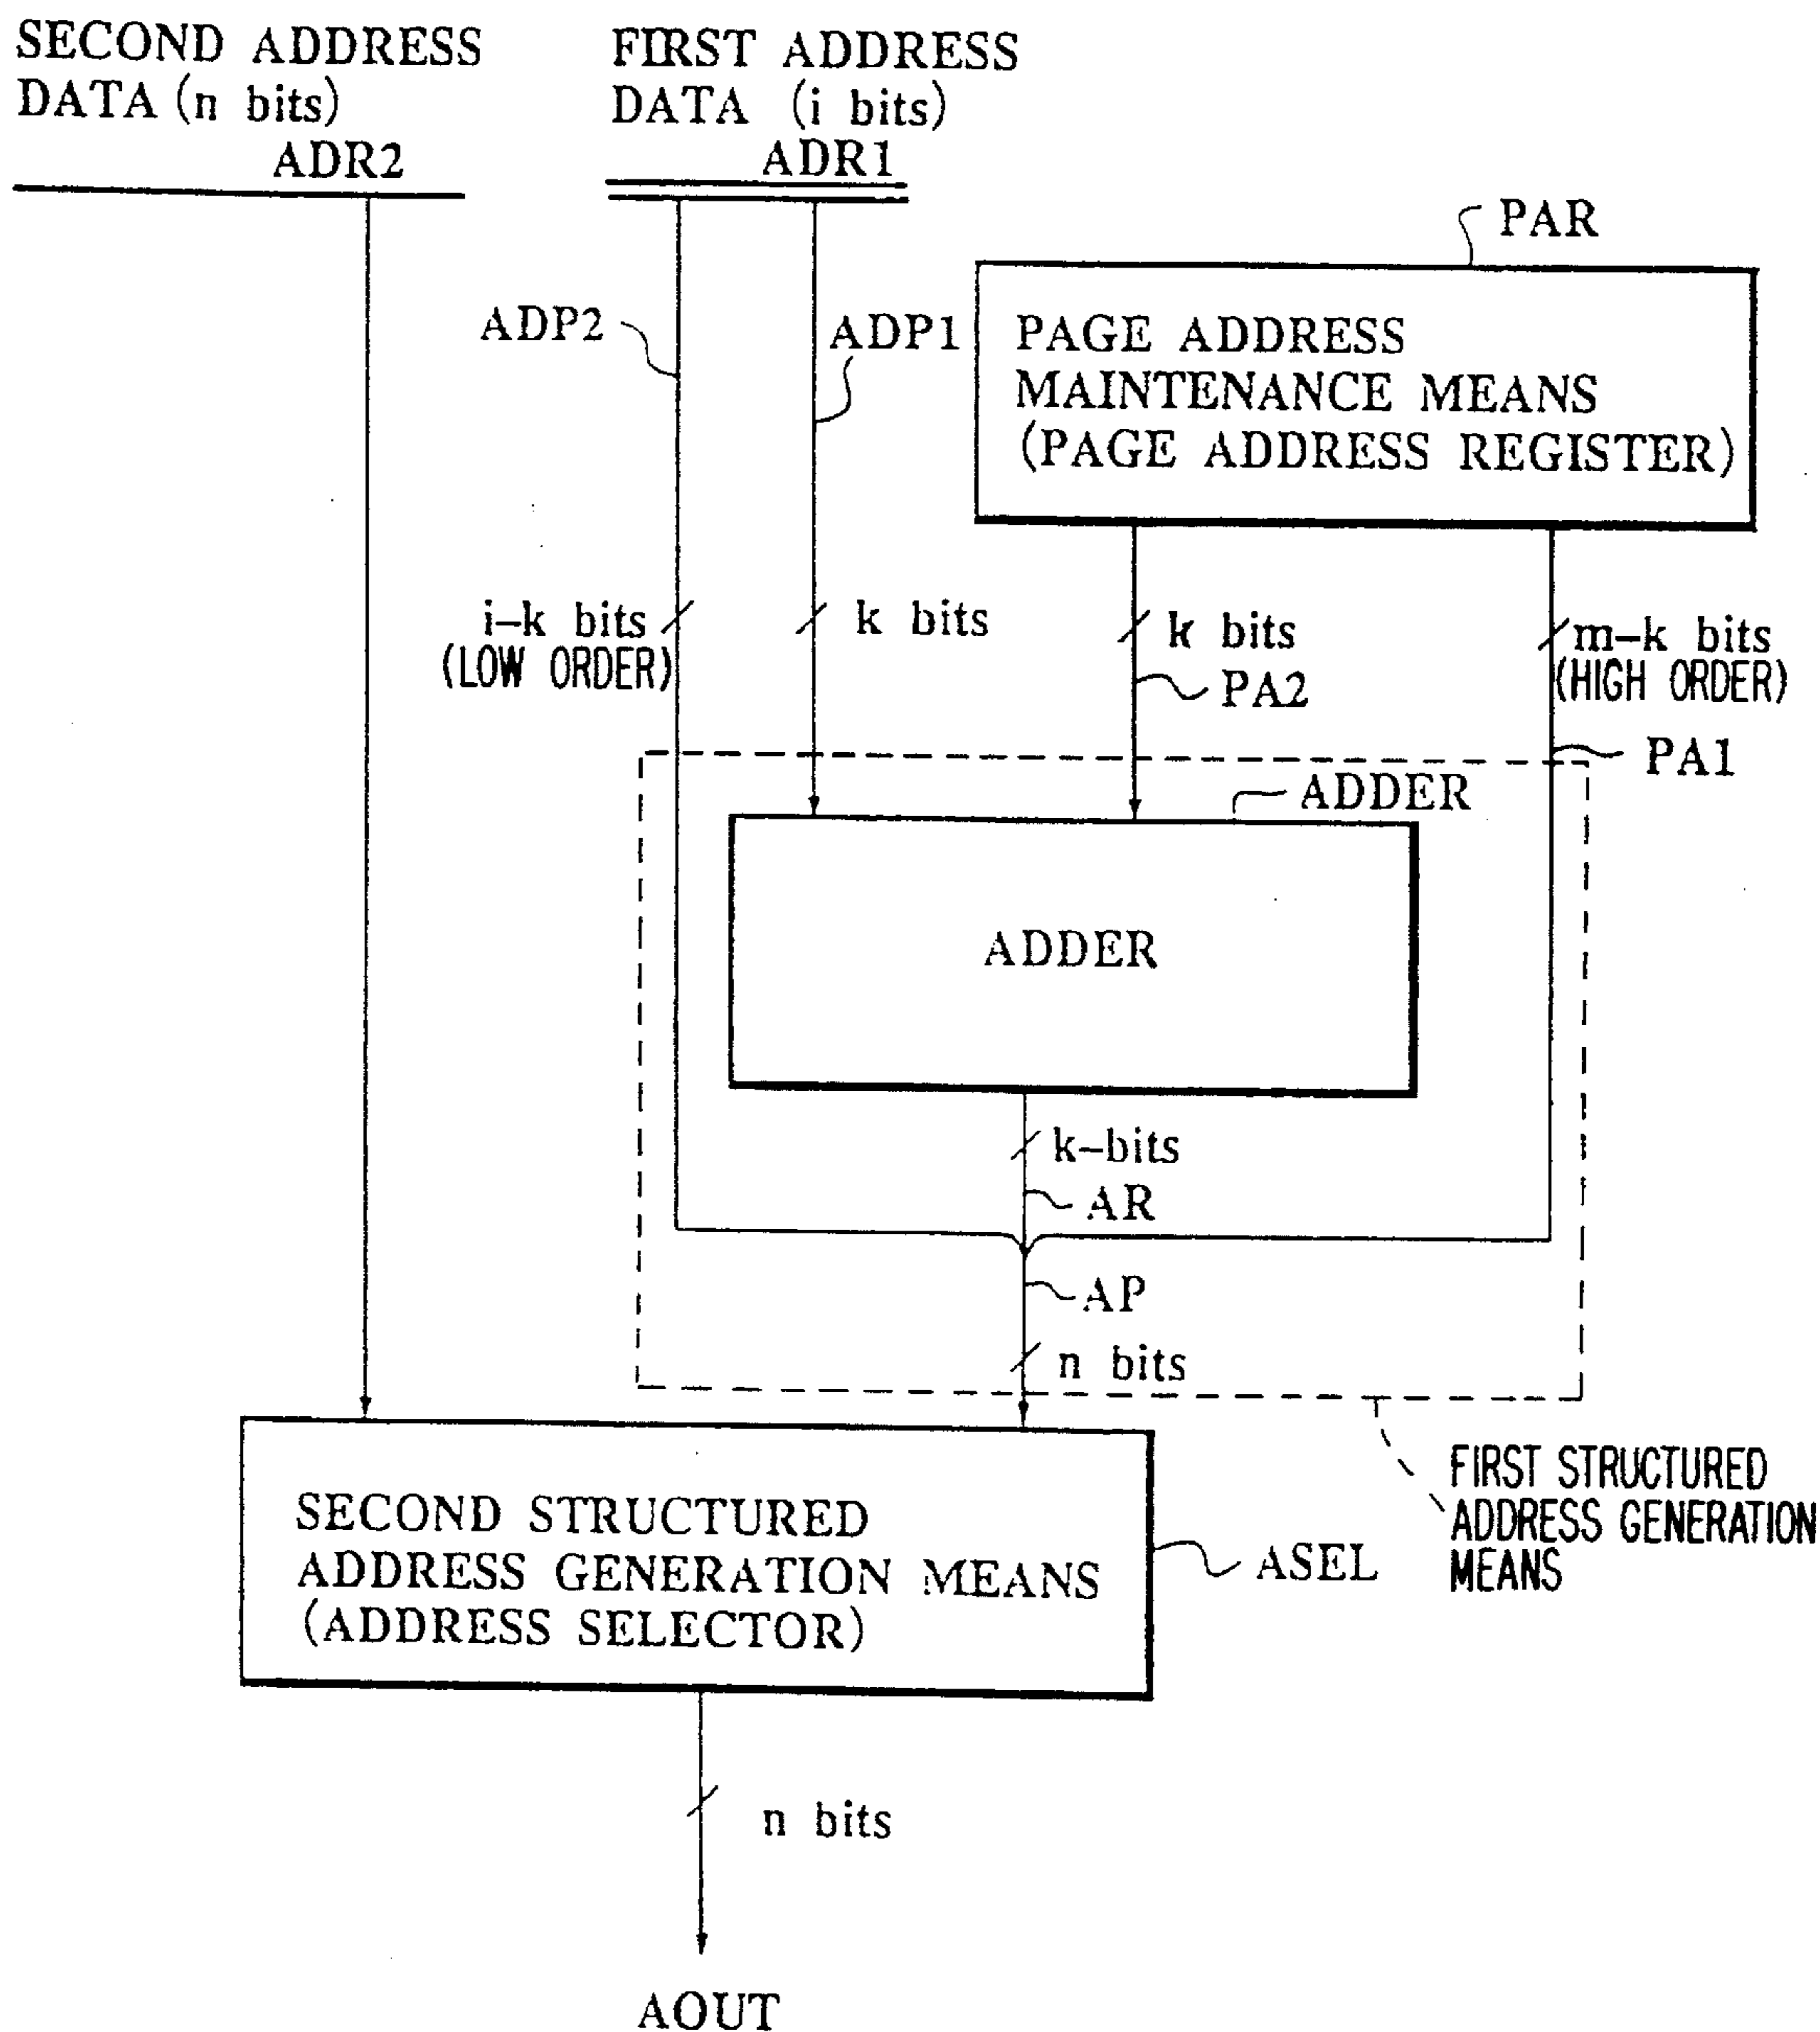 SECOND ADDRESS
DATA (n bits)
ADR2
FIRST ADDRESS
DATA (i bits)
ADR1
PAR
ADP2
ADP1
PAGE ADDRESS
MAINTENANCE MEANS
(PAGE ADDRESS REGISTER)
i-k bits
(LOW ORDER)
k bits
k bits
PA2
m-k bits
(HIGH ORDER)
PA1
ADDER
ADDER
k-bits
AR
AP
n bits
FIRST STRUCTURED
ADDRESS GENERATION
MEANS
SECOND STRUCTURED
ADDRESS GENERATION MEANS
(ADDRESS SELECTOR)
ASEL
n bits
AOUT